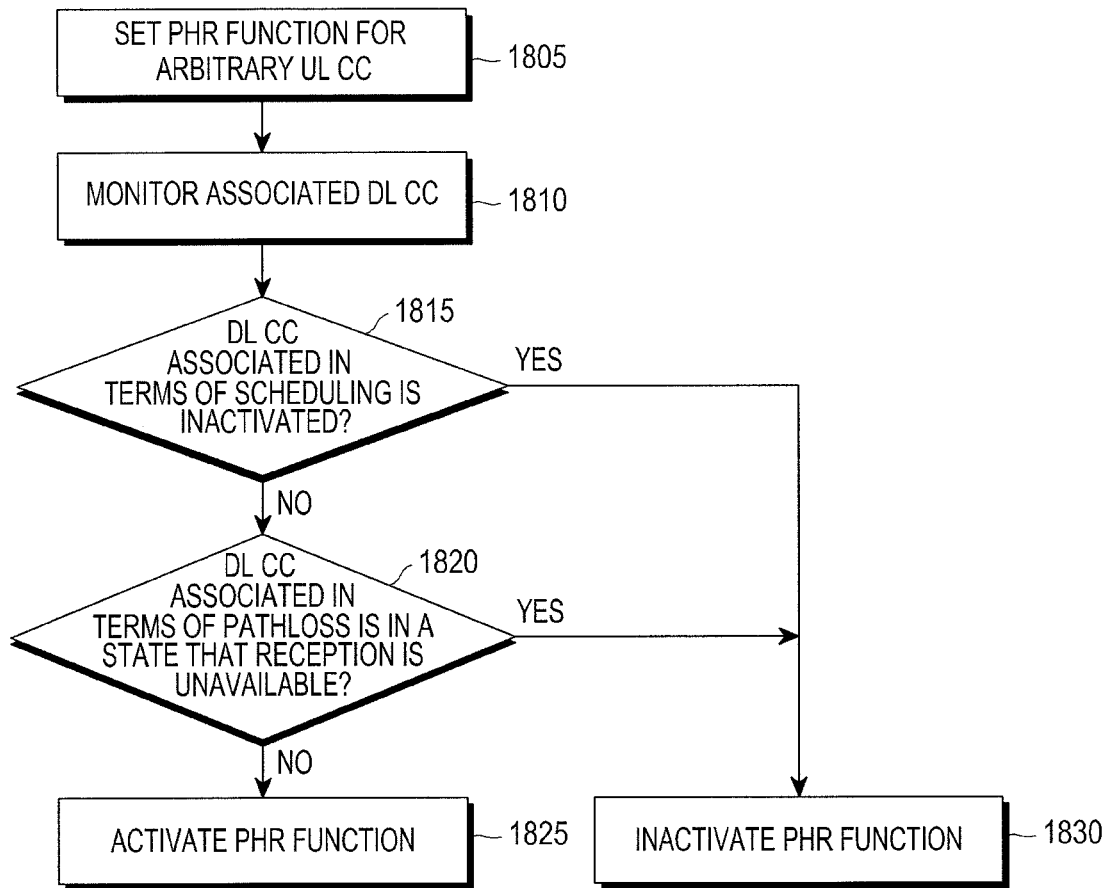 SET PHR FUNCTION FOR
ARBITRARY UL CC
1805
MONITOR ASSOCIATED DL CC
1810
1815
DL CC
ASSOCIATED IN
TERMS OF SCHEDULING IS
INACTIVATED?
YES
NO
1820
DL CC
ASSOCIATED IN
TERMS OF PATHLOSS IS IN A
STATE THAT RECEPTION IS
UNAVAILABLE?
YES
NO
ACTIVATE PHR FUNCTION
1825
INACTIVATE PHR FUNCTION
1830